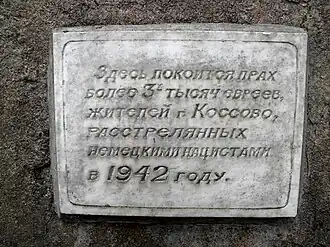 Здесь покоится прах
более 3х тысяч евреев,
жителей г. Коссово,
расстрелянных
немецкими нацистами
в 1942 году.